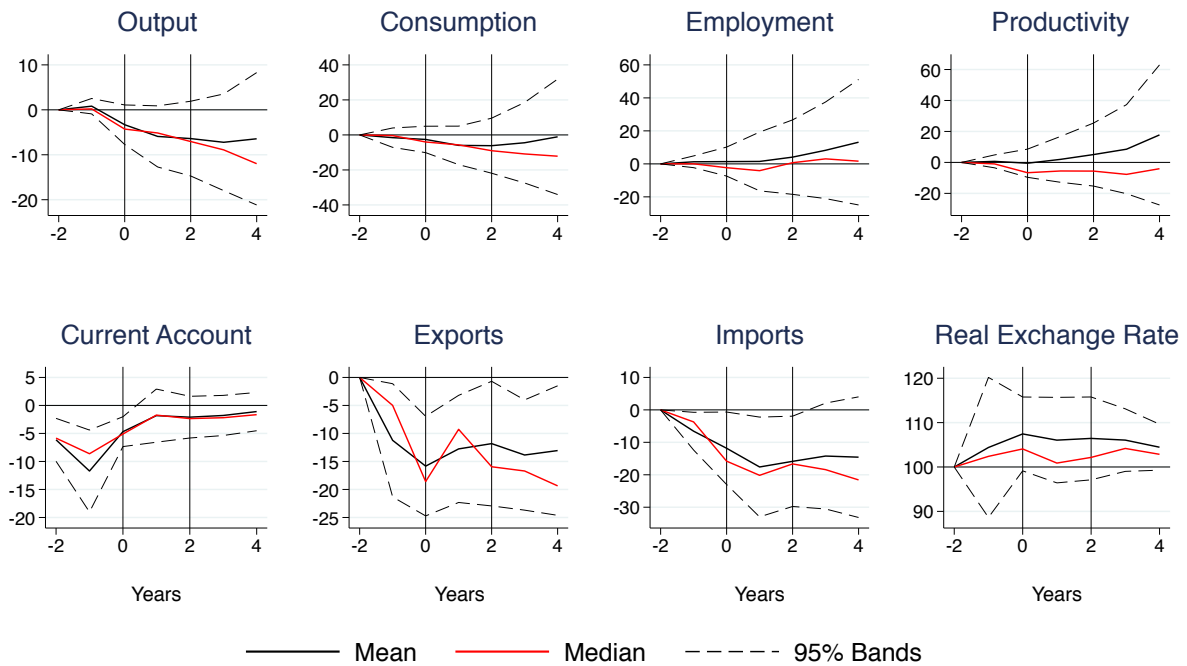 Output
Consumption
Employment
Productivity
10
0
-10
-20
-2 0 2 4
40
20
0
-20
-40
-2 0 2 4
60
40
20
0
-20
-2 0 2 4
60
40
20
0
-20
-2 0 2 4
Current Account
Exports
Imports
Real Exchange Rate
5
0
-5
-10
-15
-20
-2 0 2 4
0
-5
-10
-15
-20
-25
-2 0 2 4
10
0
-10
-20
-30
-2 0 2 4
120
110
100
90
-2 0 2 4
Years
Years
Years
Years
Mean
Median
95% Bands